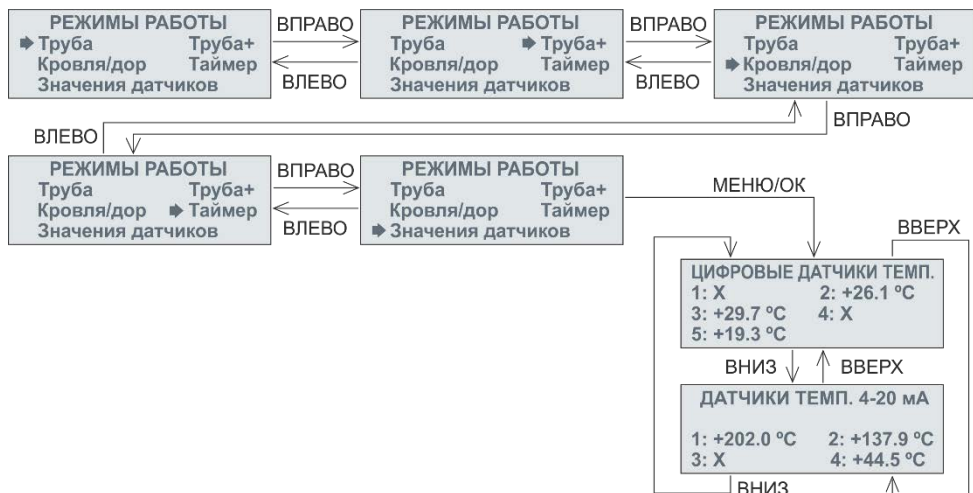 РЕЖИМЫ РАБОТЫ
Труба Труба+
Кровля/дор Таймер
Значения датчиков
ВПРАВО
ВЛЕВО
РЕЖИМЫ РАБОТЫ
Труба Труба+
Кровля/дор Таймер
Значения датчиков
ВПРАВО
ВЛЕВО
РЕЖИМЫ РАБОТЫ
Труба Труба+
Кровля/дор Таймер
Значения датчиков
ВЛЕВО
ВПРАВО
РЕЖИМЫ РАБОТЫ
Труба Труба+
Кровля/дор Таймер
Значения датчиков
ВПРАВО
ВЛЕВО
РЕЖИМЫ РАБОТЫ
Труба Труба+
Кровля/дор Таймер
Значения датчиков
МЕНЮ/ОК
ВВЕРХ
ЦИФРОВЫЕ ДАТЧИКИ ТЕМП.
1: X 2: +26.1 ºC
3: +29.7 ºC 4: X
5: +19.3 ºC
ВНИЗ ВВЕРХ
ДАТЧИКИ ТЕМП. 4-20 мА
1: +202.0 ºC 2: +137.9 ºC
3: X 4: +44.5 ºC
ВНИЗ